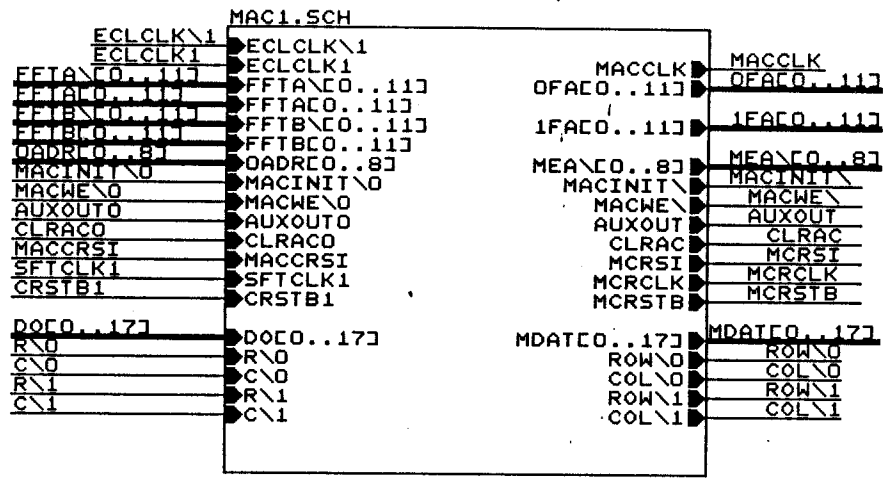 MAC1.SCH
ECLCLK\1
ECLCLK1
FFTA\[0..11]
FFTA[0..11]
FFTB\[0..11]
FFTB[0..11]
OADR[0..8]
MACINIT\0
MACWE\0
AUXOUT0
CLRAC0
MACCRSI
SFTCLK1
CRSTB1
DO[0..17]
R\0
C\0
R\1
C\1
ECLCLK\1
ECLCLK1
FFTA\[0..11]
FFTA[0..11]
FFTB\[0..11]
FFTB[0..11]
OADR[0..8]
MACINIT\0
MACWE\0
AUXOUT0
CLRAC0
MACCRSI
SFTCLK1
CRSTB1
DO[0..17]
R\0
C\0
R\1
C\1
MACCLK
0FA[0..11]
1FA[0..11]
MEA\[0..8]
MACINIT\
MACWE\
AUXOUT
CLRAC
MCRSI
MCRCLK
MCRSTB
MDAT[0..17]
ROW\0
COL\0
ROW\1
COL\1
MACCLK
0FA[0..11]
1FA[0..11]
MEA\[0..8]
MACINIT\
MACWE\
AUXOUT
CLRAC
MCRSI
MCRCLK
MCRSTB
MDAT[0..17]
ROW\0
COL\0
ROW\1
COL\1